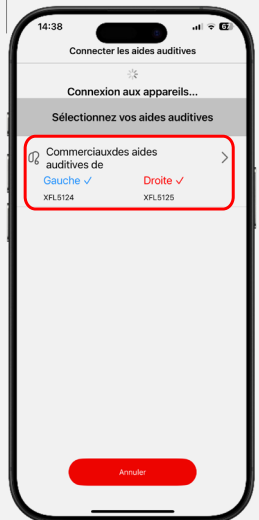 14:38
67
Connecter les aides auditives
Connexion aux appareils...
Sélectionnez vos aides auditives
Commerciauxdes aides
auditives de
Gauche ✓ Droite ✓
XFL5124 XFL5125
Annuler